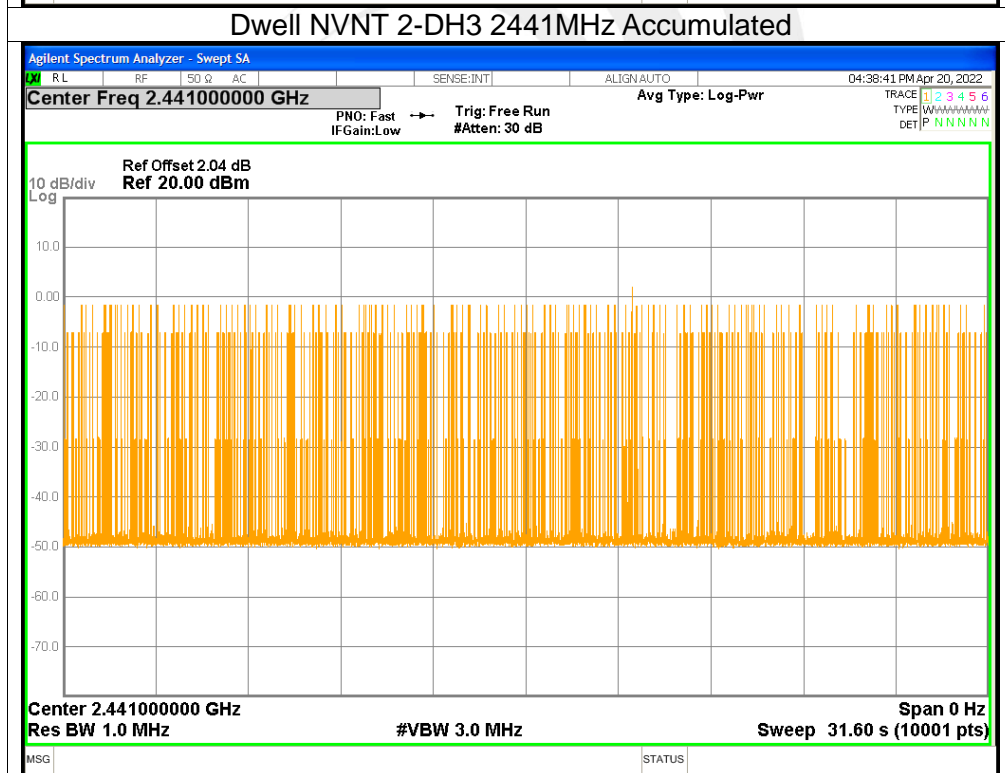 Dwell NVNT 2-DH3 2441MHz Accumulated
Agilent Spectrum Analyzer - Swept SA
LXI RL RF 50 Ω AC SENSE:INT ALIGN AUTO 04:38:41 PM Apr 20, 2022
Center Freq 2.441000000 GHz
PNO: Fast
IFGain:Low
Trig: Free Run
#Atten: 30 dB
Avg Type: Log-Pwr
TRACE 1 2 3 4 5 6
TYPE WWWWWW
DET P N N N N N
Ref Offset 2.04 dB
10 dB/div Ref 20.00 dBm
Log
10.0
0.00
-10.0
-20.0
-30.0
-40.0
-50.0
-60.0
-70.0
Center 2.441000000 GHz Span 0 Hz
Res BW 1.0 MHz #VBW 3.0 MHz Sweep 31.60 s (10001 pts)
MSG STATUS